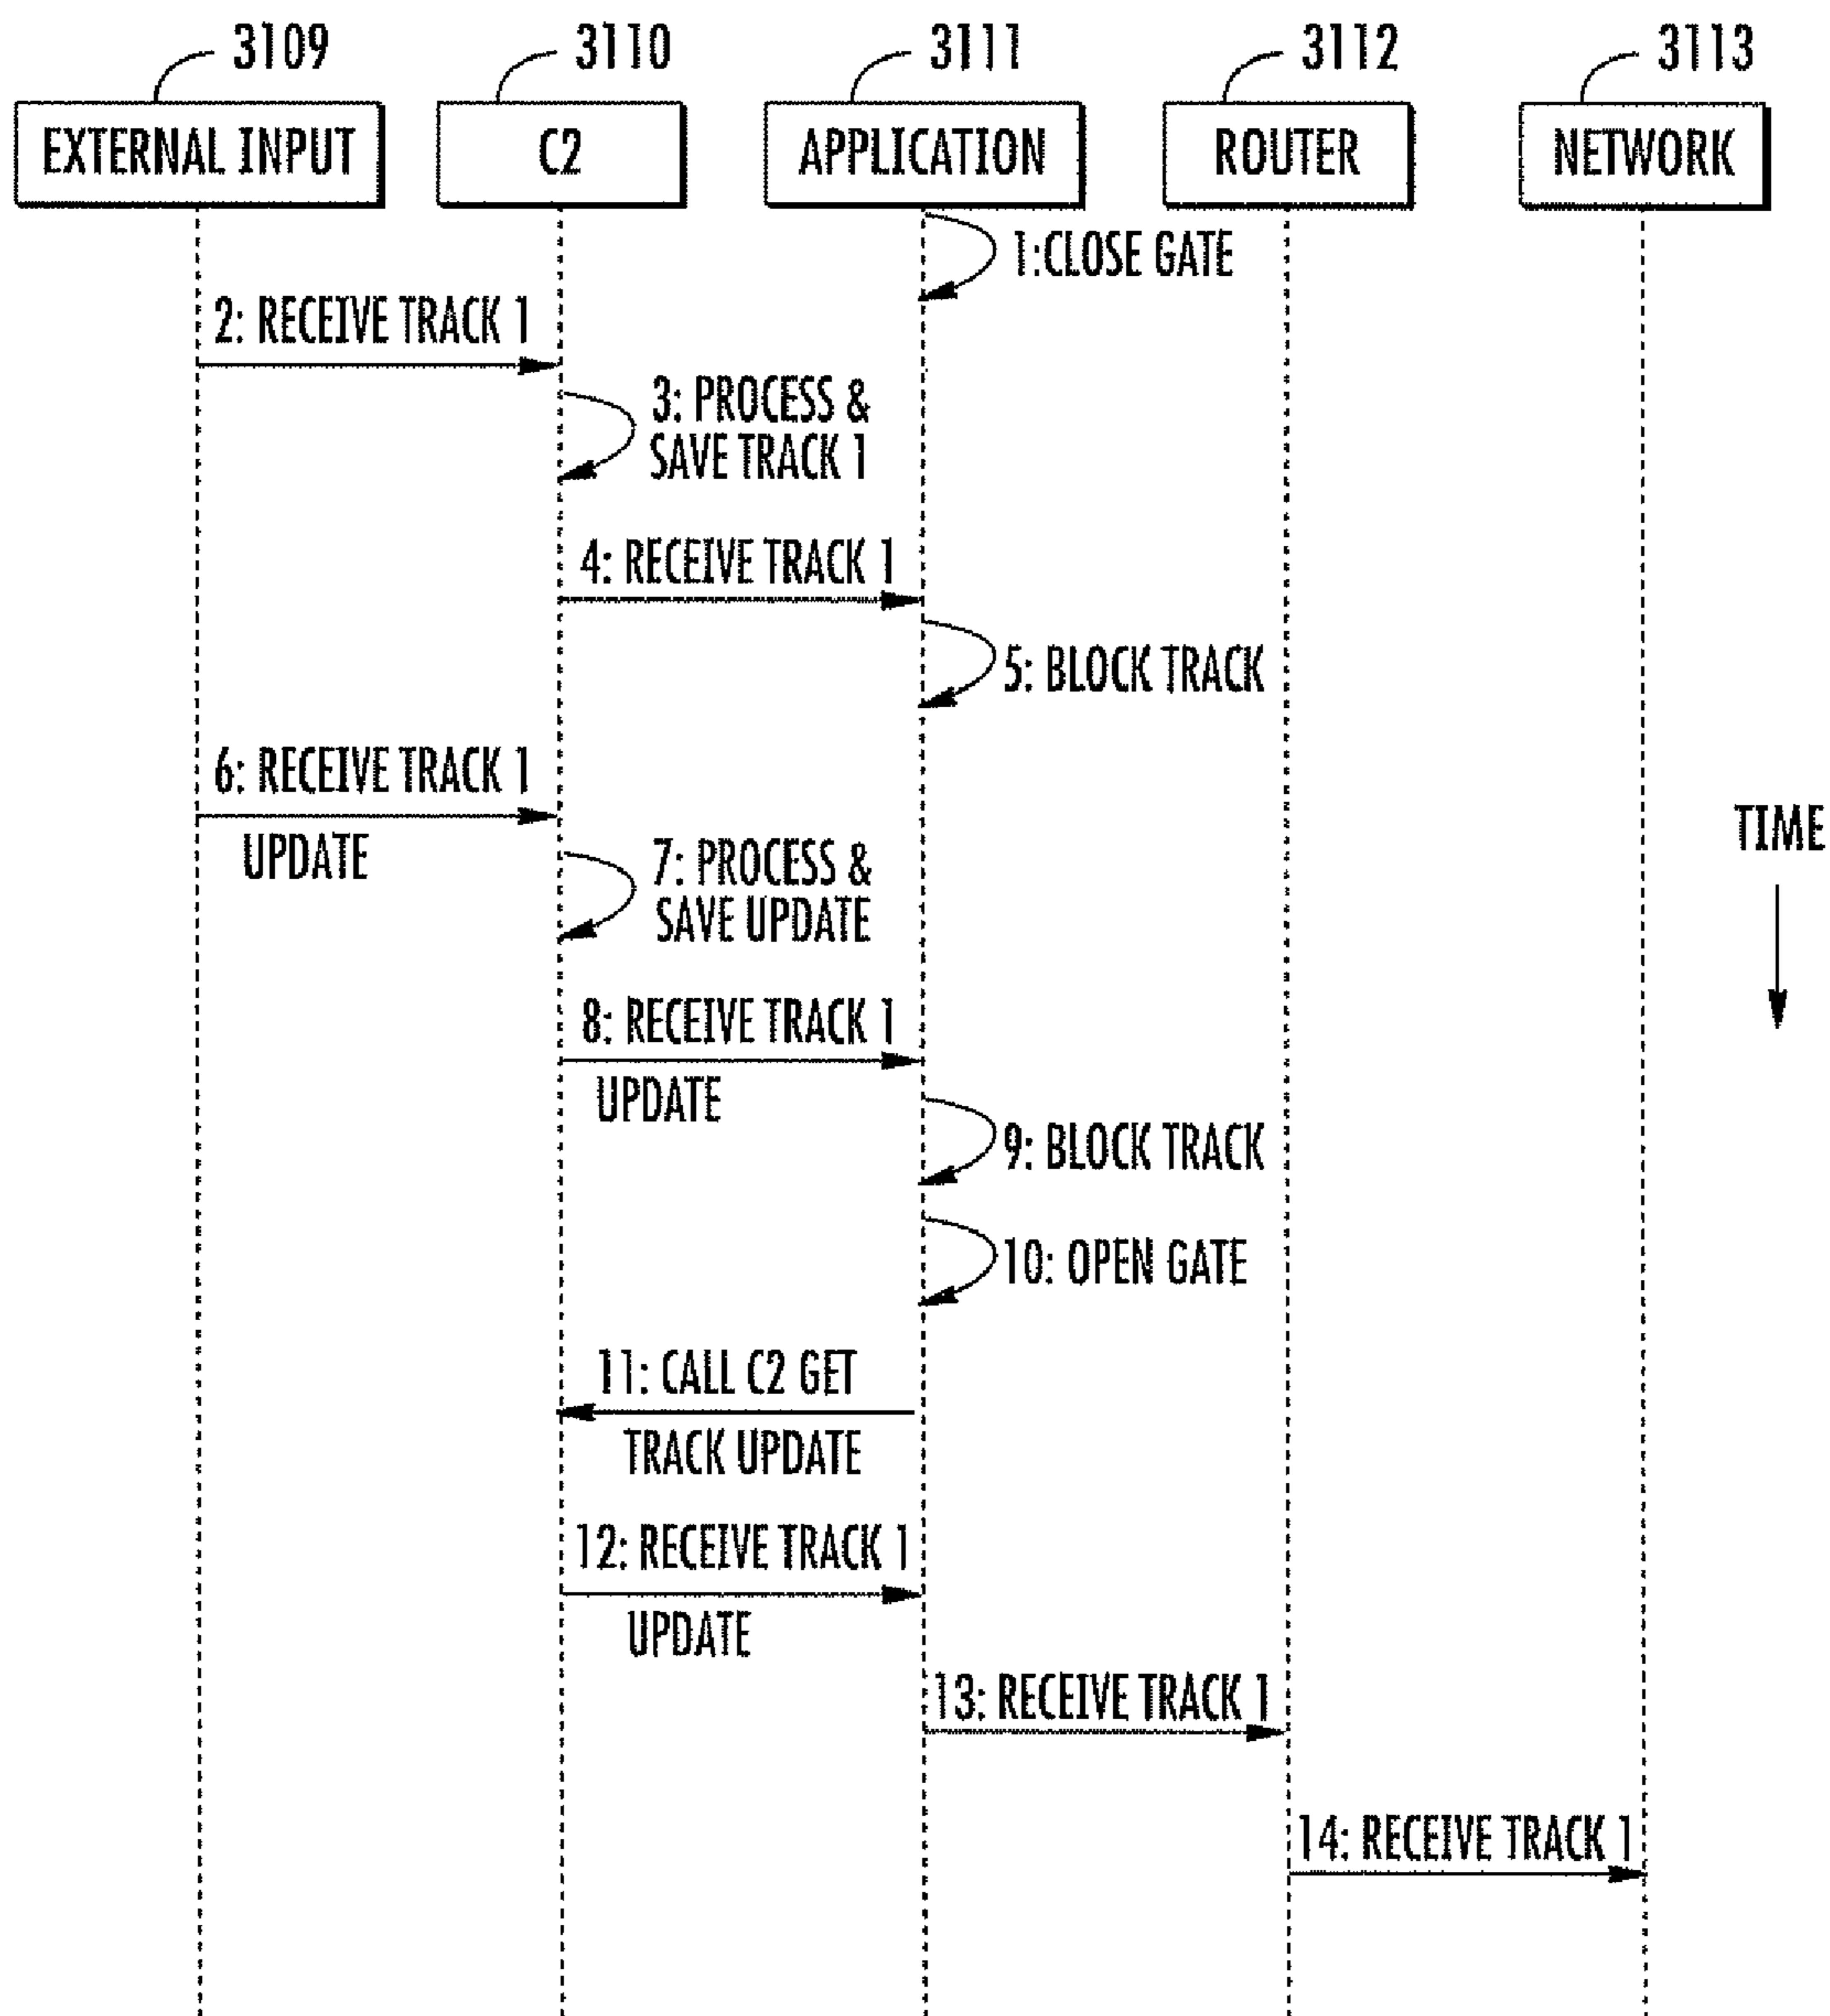 3109
3110
3111
3112
3113
EXTERNAL INPUT
C2
APPLICATION
ROUTER
NETWORK
1:CLOSE GATE
2: RECEIVE TRACK 1
3: PROCESS &
SAVE TRACK 1
4: RECEIVE TRACK 1
5: BLOCK TRACK
6: RECEIVE TRACK 1
UPDATE
TIME
7: PROCESS &
SAVE UPDATE
8: RECEIVE TRACK 1
UPDATE
9: BLOCK TRACK
10: OPEN GATE
11: CALL C2 GET
TRACK UPDATE
12: RECEIVE TRACK 1
UPDATE
13: RECEIVE TRACK 1
14: RECEIVE TRACK 1